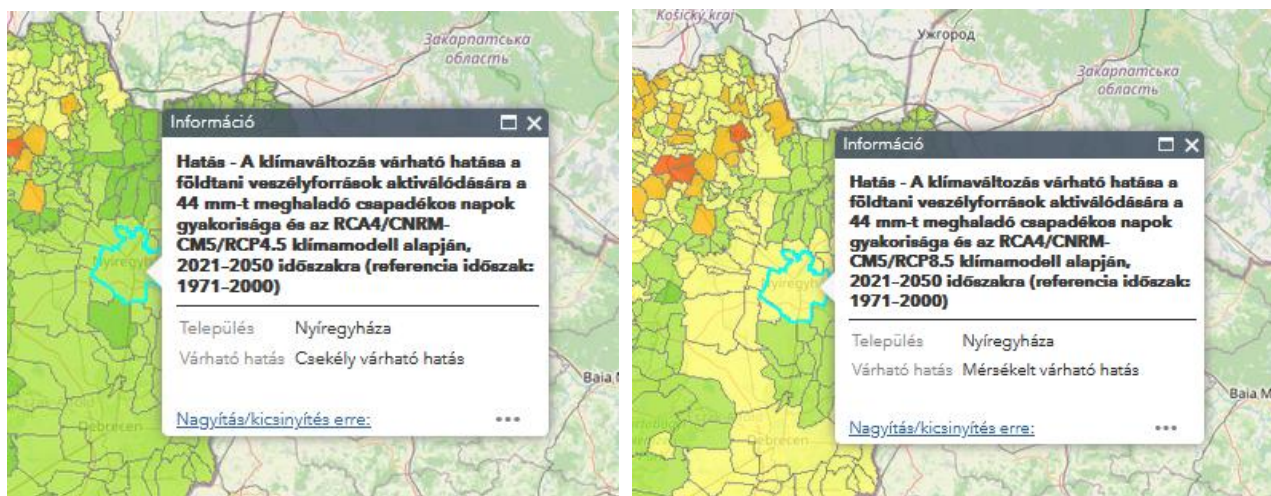 Закарпатська
область
Információ
Hatás - A klímaváltozás várható hatása a
földtani veszélyforrások aktiválódására a
44 mm-t meghaladó csapadékos napok
gyakorisága és az RCA4/CNRM-
CM5/RCP4.5 klímamodell alapján,
2021-2050 időszakra (referencia időszak:
1971-2000)
Település Nyíregyháza
Várható hatás Csekély várható hatás
Nagyítás/kicsinyítés erre:
Debrecen
Baia
Košický kraj
Ужгород
Закарпатська
область
Információ
Hatás - A klímaváltozás várható hatása a
földtani veszélyforrások aktiválódására a
44 mm-t meghaladó csapadékos napok
gyakorisága és az RCA4/CNRM-
CM5/RCP8.5 klímamodell alapján,
2021-2050 időszakra (referencia időszak:
1971-2000)
Település Nyíregyháza
Várható hatás Mérsékelt várható hatás
Nagyítás/kicsinyítés erre:
Debrecen
Baia M